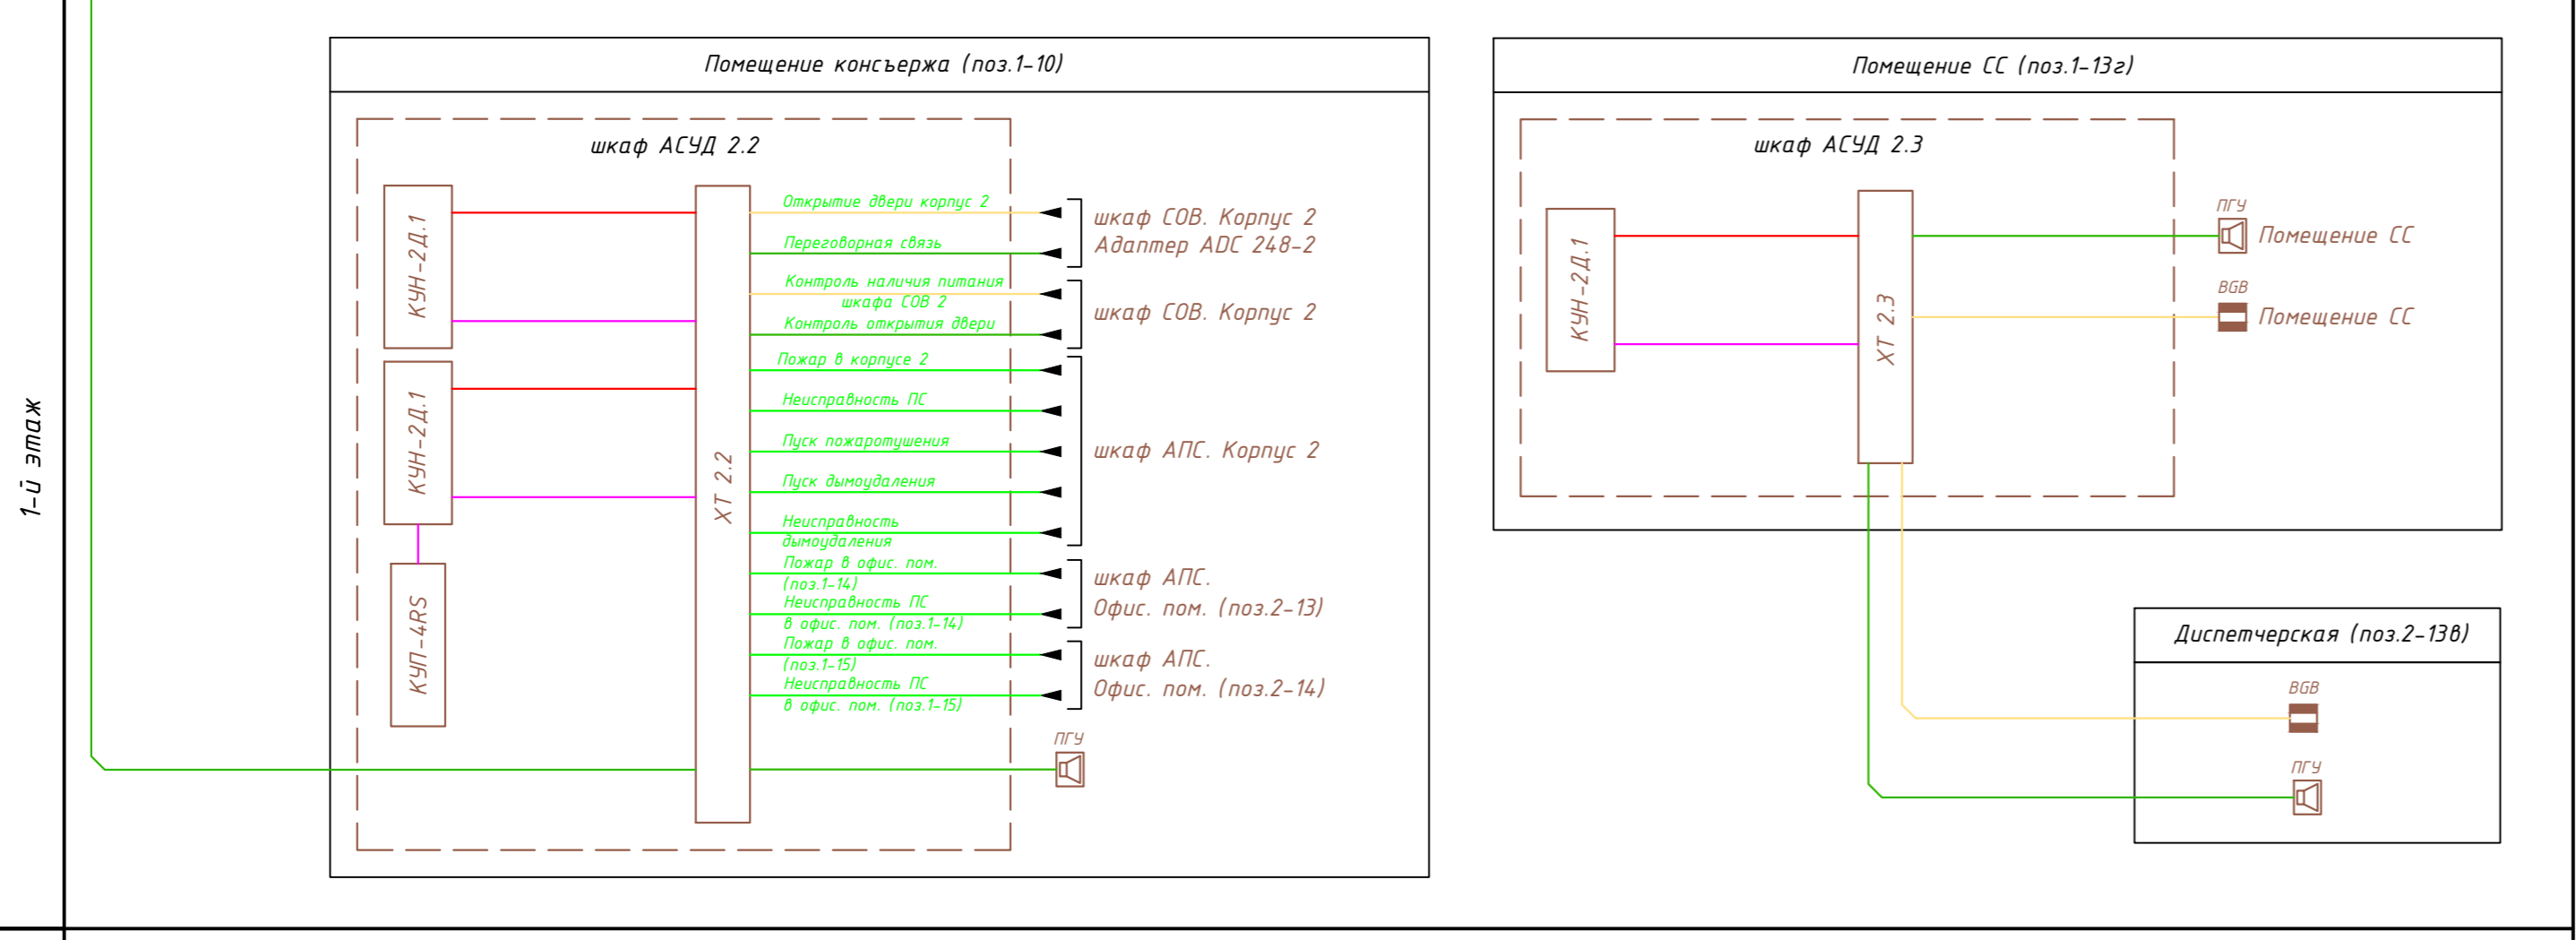 1-й этаж
Помещение консьержа (поз.1-10)
шкаф АСУД 2.2
КУН-2Д.1
КУН-2Д.1
КУП-4RS
ХТ 2.2
Открытие двери корпус 2
Переговорная связь
Контроль наличия питания
шкафа СОВ 2
Контроль открытия двери
Пожар в корпусе 2
Неисправность ПС
Пуск пожаротушения
Пуск дымоудаления
Неисправность
дымоудаления
Пожар в офис. пом.
(поз.1-14)
Неисправность ПС
в офис. пом. (поз.1-14)
Пожар в офис. пом.
(поз.1-15)
Неисправность ПС
в офис. пом. (поз.1-15)
шкаф СОВ. Корпус 2
Адаптер ADC 248-2
шкаф СОВ. Корпус 2
шкаф АПС. Корпус 2
шкаф АПС.
Офис. пом. (поз.2-13)
шкаф АПС.
Офис. пом. (поз.2-14)
ПГУ
Помещение СС (поз.1-13г)
шкаф АСУД 2.3
КУН-2Д.1
ХТ 2.3
ПГУ
Помещение СС
BGB
Помещение СС
Диспетчерская (поз.2-13в)
BGB
ПГУ